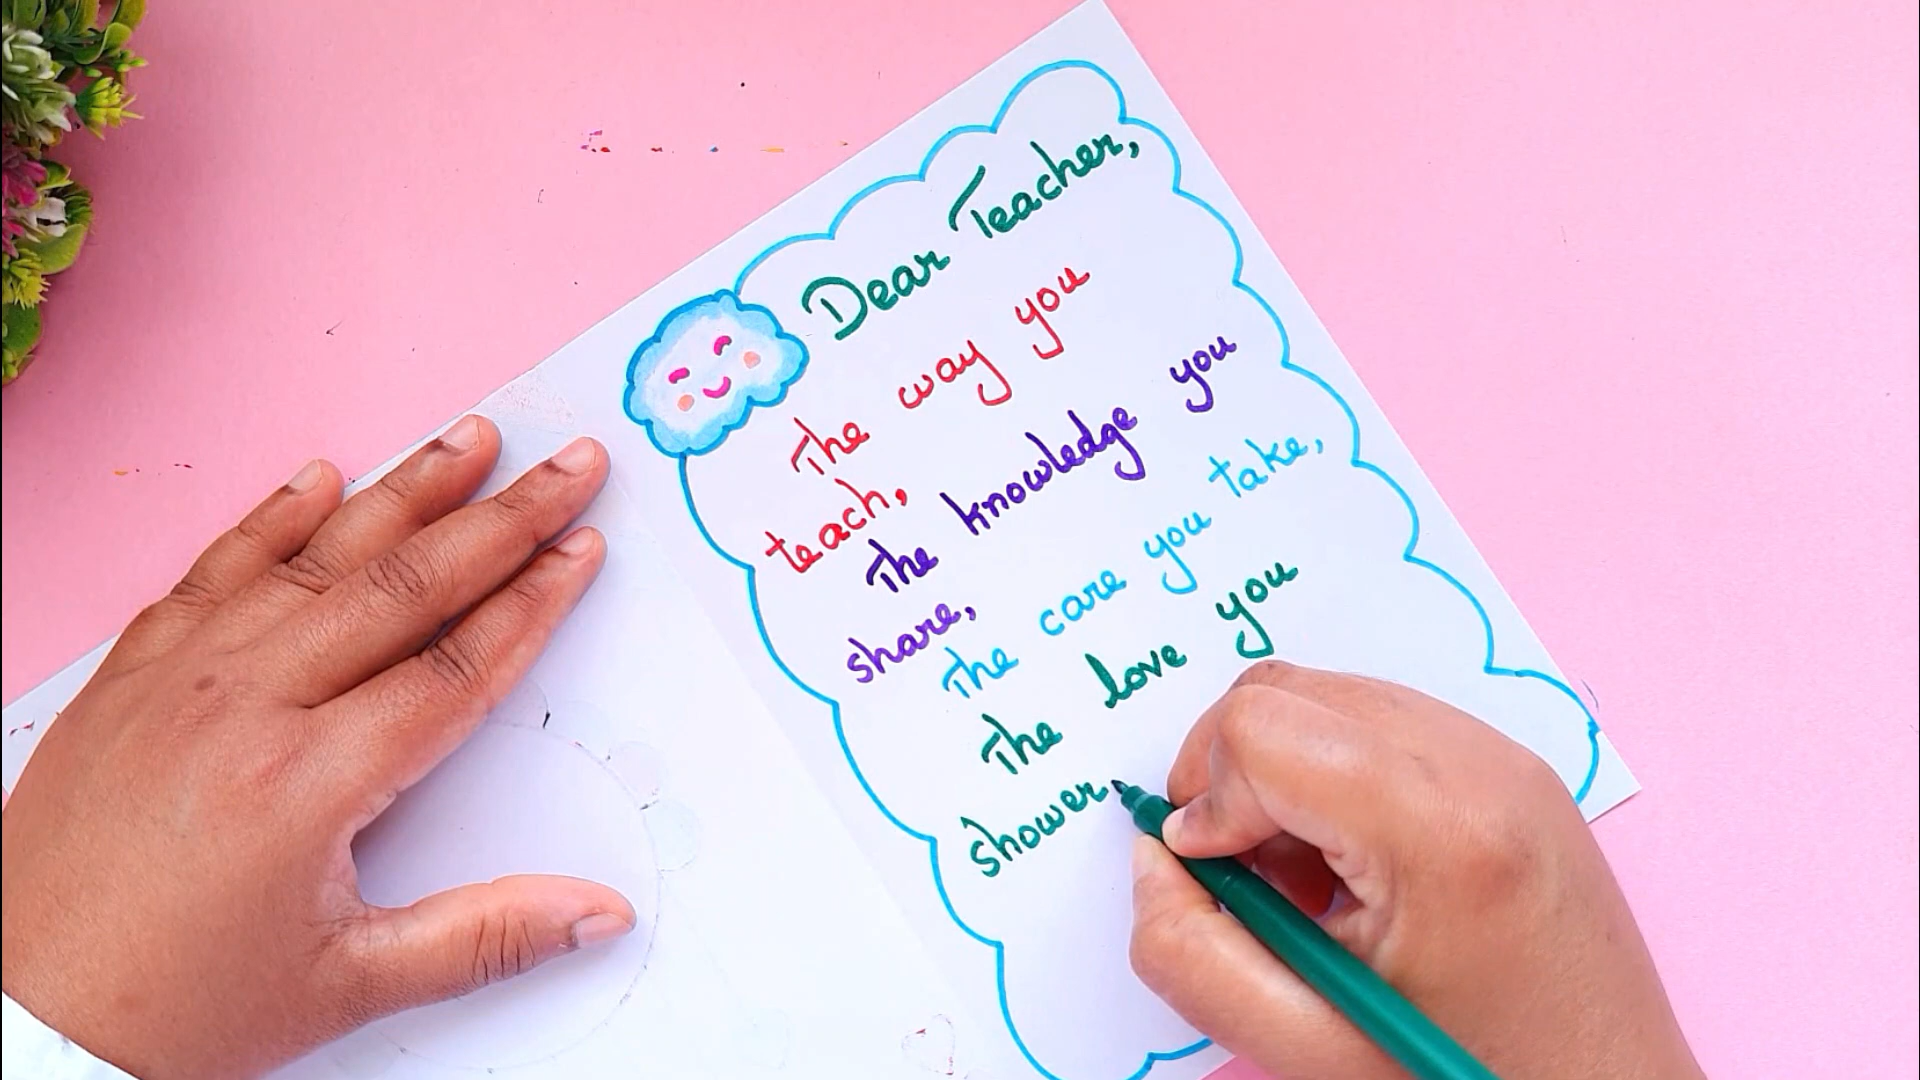 Dear Teacher,
The way you
teach,
The knowledge you
share,
The care you take,
The love you
shower